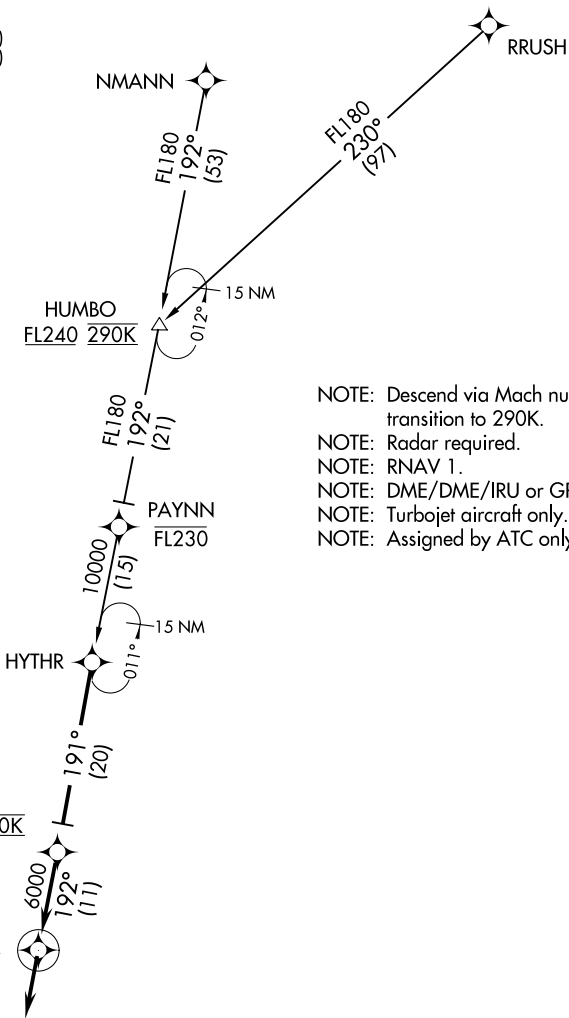 RRUSH
NMANN
FL180
192°
(53)
FL180
230°
(97)
15 NM
012°
HUMBO
FL240 290K
FL180
192°
(21)
NOTE: Descend via Mach nu
transition to 290K.
NOTE: Radar required.
NOTE: RNAV 1.
NOTE: DME/DME/IRU or GP
NOTE: Turbojet aircraft only.
NOTE: Assigned by ATC only
PAYNN
FL230
10000
(15)
15 NM
011°
HYTHR
191°
(20)
0K
6000
192°
(11)